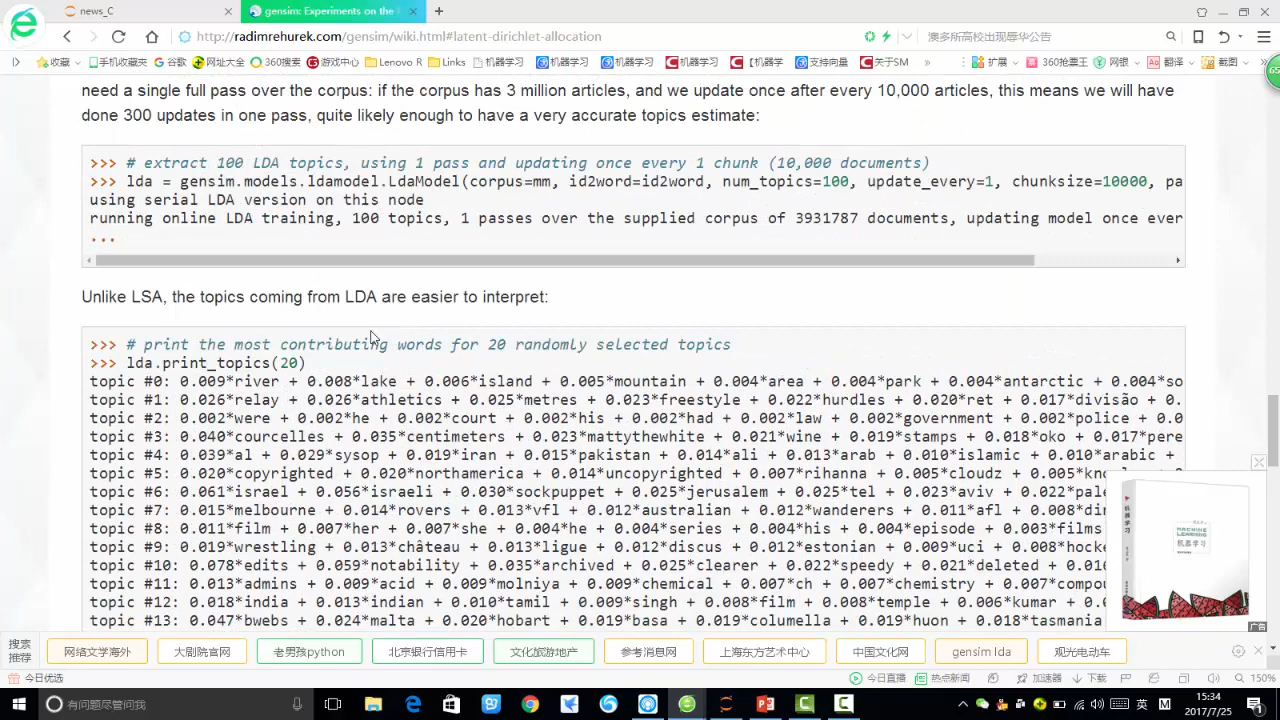 news_C
gensim: Experiments on the
http://radimrehurek.com/gensim/wiki.html#latent-dirichlet-allocation
澳多所高校出现辱华公告
收藏 手机收藏夹 谷歌 网址大全 360搜索 游戏中心 Lenovo R Links 机器学习 机器学习 机器学习 机器学习 【机器学 支持向量 关于SM » 扩展 360抢票王 网银 翻译 截图
65
need a single full pass over the corpus: if the corpus has 3 million articles, and we update once after every 10,000 articles, this means we will have
done 300 updates in one pass, quite likely enough to have a very accurate topics estimate:
>>> # extract 100 LDA topics, using 1 pass and updating once every 1 chunk (10,000 documents)
>>> lda = gensim.models.ldamodel.LdaModel(corpus=mm, id2word=id2word, num_topics=100, update_every=1, chunksize=10000, pa
using serial LDA version on this node
running online LDA training, 100 topics, 1 passes over the supplied corpus of 3931787 documents, updating model once ever
...
Unlike LSA, the topics coming from LDA are easier to interpret:
>>> # print the most contributing words for 20 randomly selected topics
>>> lda.print_topics(20)
topic #0: 0.009*river + 0.008*lake + 0.006*island + 0.005*mountain + 0.004*area + 0.004*park + 0.004*antarctic + 0.004*so
topic #1: 0.026*relay + 0.026*athletics + 0.025*metres + 0.023*freestyle + 0.022*hurdles + 0.020*ret + 0.017*divisão + 0.
topic #2: 0.002*were + 0.002*he + 0.002*court + 0.002*his + 0.002*had + 0.002*law + 0.002*government + 0.002*police + 0.0
topic #3: 0.040*courcelles + 0.035*centimeters + 0.023*mattythewhite + 0.021*wine + 0.019*stamps + 0.018*oko + 0.017*pere
topic #4: 0.039*al + 0.029*sysop + 0.019*iran + 0.015*pakistan + 0.014*ali + 0.013*arab + 0.010*islamic + 0.010*arabic +
topic #5: 0.020*copyrighted + 0.020*northamerica + 0.014*uncopyrighted + 0.007*rihanna + 0.005*cloudz + 0.005*kno
topic #6: 0.061*israel + 0.056*israeli + 0.030*sockpuppet + 0.025*jerusalem + 0.025*tel + 0.023*aviv + 0.022*pale
topic #7: 0.015*melbourne + 0.014*rovers + 0.013*vfl + 0.012*australian + 0.012*wanderers + 0.011*afl + 0.008*di
topic #8: 0.011*film + 0.007*her + 0.007*she + 0.004*he + 0.004*series + 0.004*his + 0.004*episode + 0.003*films
topic #9: 0.019*wrestling + 0.013*château + 0.013*ligue + 0.012*discus + 0.012*estonian + 0.009*uci + 0.008*hocke
topic #10: 0.078*edits + 0.059*notability + 0.035*archived + 0.025*clearer + 0.022*speedy + 0.021*deleted + 0.016
topic #11: 0.013*admins + 0.009*acid + 0.009*molniya + 0.009*chemical + 0.007*ch + 0.007*chemistry + 0.007*compou
topic #12: 0.018*india + 0.013*indian + 0.010*tamil + 0.009*singh + 0.008*film + 0.008*temple + 0.006*kumar + 0.0
topic #13: 0.047*bwebs + 0.024*malta + 0.020*hobart + 0.019*basa + 0.019*columella + 0.019*huon + 0.018*tasmania
机器学习
MACHINE
LEARNING
机器学习
广告
搜索
推荐
网络文学海外 大剧院官网 老男孩python 北京银行信用卡 文化旅游地产 参考消息网 上海东方艺术中心 中国文化网 gensim lda 观光电动车
今日优选 今日直播 热点新闻 加速器 下载 150%
有问题尽管问我 英 M 15:34
2017/7/25